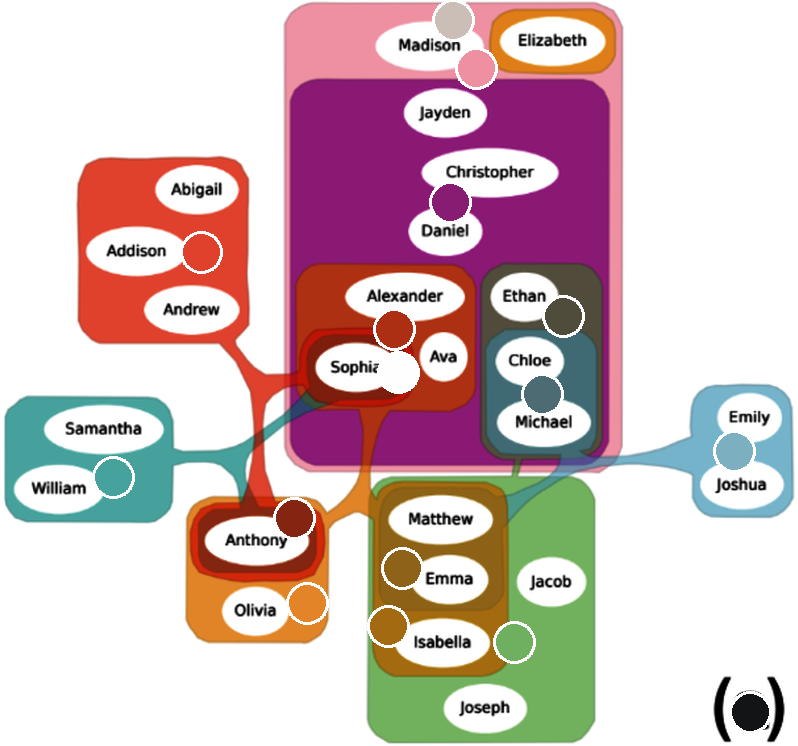 Madison
Elizabeth
Jayden
Christopher
Daniel
Abigail
Addison
Andrew
Alexander
Ethan
Sophia
Ava
Chloe
Michael
Samantha
William
Emily
Joshua
Matthew
Anthony
Emma
Jacob
Olivia
Isabella
Joseph
( )